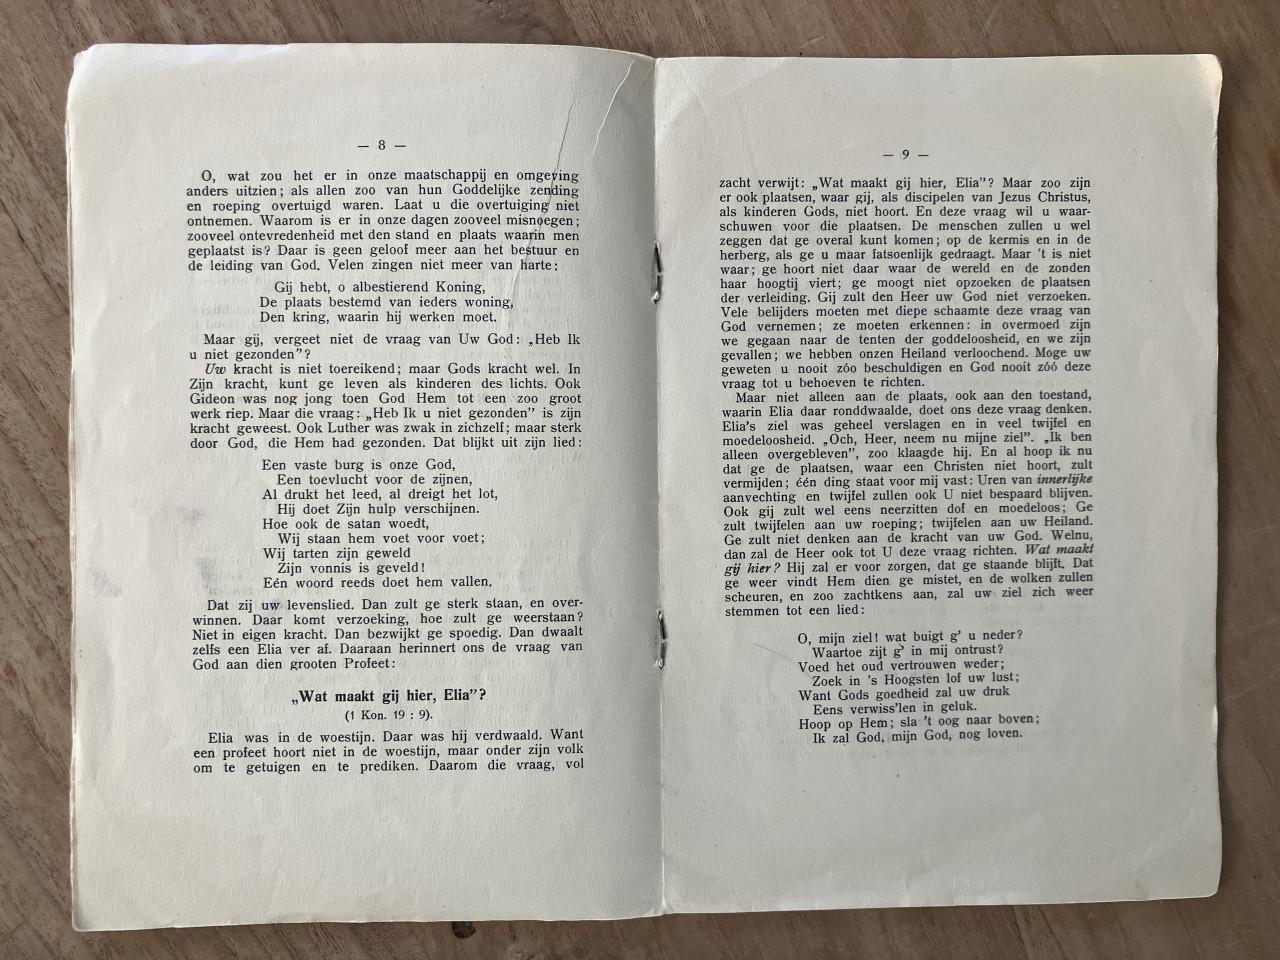 — 8 —
O, wat zou het er in onze maatschappij en omgeving
anders uitzien; als allen zoo van hun Goddelijke zending
en roeping overtuigd waren. Laat u die overtuiging niet
ontnemen. Waarom is er in onze dagen zooveel misnoegen;
zooveel ontevredenheid met den stand en plaats waarin men
geplaatst is? Daar is geen geloof meer aan het bestuur en
de leiding van God. Velen zingen niet meer van harte:
Gij hebt, o albestierend Koning,
De plaats bestemd van ieders woning,
Den kring, waarin hij werken moet.
Maar gij, vergeet niet de vraag van Uw God: „Heb Ik
u niet gezonden”?
Uw kracht is niet toereikend; maar Gods kracht wel. In
Zijn kracht, kunt ge leven als kinderen des lichts. Ook
Gideon was nog jong toen God Hem tot een zoo groot
werk riep. Maar die vraag: „Heb Ik u niet gezonden” is zijn
kracht geweest. Ook Luther was zwak in zichzelf; maar sterk
door God, die Hem had gezonden. Dat blijkt uit zijn lied:
Een vaste burg is onze God,
Een toevlucht voor de zijnen,
Al drukt het leed, al dreigt het lot,
Hij doet Zijn hulp verschijnen.
Hoe ook de satan woedt,
Wij staan hem voet voor voet;
Wij tarten zijn geweld
Zijn vonnis is geveld!
Eén woord reeds doet hem vallen.
Dat zij uw levenslied. Dan zult ge sterk staan, en over-
winnen. Daar komt verzoeking, hoe zult ge weerstaan?
Niet in eigen kracht. Dan bezwijkt ge spoedig. Dan dwaalt
zelfs een Elia ver af. Daaraan herinnert ons de vraag van
God aan dien grooten Profeet:
„Wat maakt gij hier, Elia”?
(1 Kon. 19 : 9).
Elia was in de woestijn. Daar was hij verdwaald. Want
een profeet hoort niet in de woestijn, maar onder zijn volk
om te getuigen en te prediken. Daarom die vraag, vol
— 9 —
zacht verwijt: „Wat maakt gij hier, Elia”? Maar zoo zijn
er ook plaatsen, waar gij, als discipelen van Jezus Christus,
als kinderen Gods, niet hoort. En deze vraag wil u waar-
schuwen voor die plaatsen. De menschen zullen u wel
zeggen dat ge overal kunt komen; op de kermis en in de
herberg, als ge u maar fatsoenlijk gedraagt. Maar 't is niet
waar; ge hoort niet daar waar de wereld en de zonden
haar hoogtij viert; ge moogt niet opzoeken de plaatsen
der verleiding. Gij zult den Heer uw God niet verzoeken.
Vele belijders moeten met diepe schaamte deze vraag van
God vernemen; ze moeten erkennen: in overmoed zijn
we gegaan naar de tenten der goddeloosheid, en we zijn
gevallen; we hebben onzen Heiland verloochend. Moge uw
geweten u nooit zóo beschuldigen en God nooit zóó deze
vraag tot u behoeven te richten.
Maar niet alleen aan de plaats, ook aan den toestand,
waarin Elia daar ronddwaalde, doet ons deze vraag denken.
Elia's ziel was geheel verslagen en in veel twijfel en
moedeloosheid. „Och, Heer, neem nu mijne ziel”. „Ik ben
alleen overgebleven”, zoo klaagde hij. En al hoop ik nu
dat ge de plaatsen, waar een Christen niet hoort, zult
vermijden; één ding staat voor mij vast: Uren van innerlijke
aanvechting en twijfel zullen ook U niet bespaard blijven.
Ook gij zult wel eens neerzitten dof en moedeloos; Ge
zult twijfelen aan uw roeping; twijfelen aan uw Heiland.
Ge zult niet denken aan de kracht van uw God. Welnu,
dan zal de Heer ook tot U deze vraag richten. Wat maakt
gij hier? Hij zal er voor zorgen, dat ge staande blijft. Dat
ge weer vindt Hem dien ge mistet, en de wolken zullen
scheuren, en zoo zachtkens aan, zal uw ziel zich weer
stemmen tot een lied:
O, mijn ziel! wat buigt g' u neder?
Waartoe zijt g' in mij ontrust?
Voed het oud vertrouwen weder;
Zoek in 's Hoogsten lof uw lust;
Want Gods goedheid zal uw druk
Eens verwiss'len in geluk.
Hoop op Hem; sla 't oog naar boven;
Ik zal God, mijn God, nog loven.